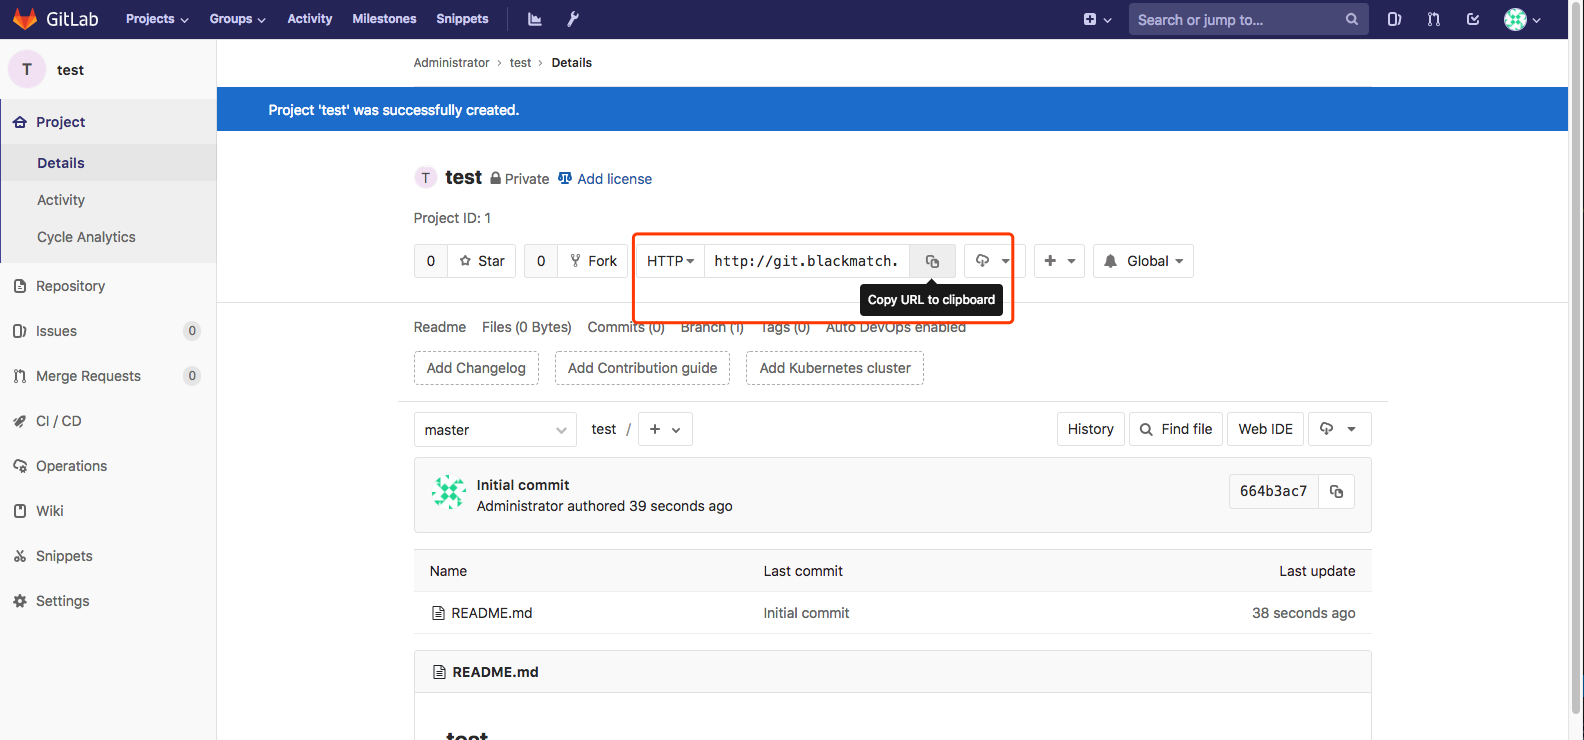 GitLab Projects Groups Activity Milestones Snippets Search or jump to...
T test
Administrator › test › Details
Project 'test' was successfully created.
Project
Details
Activity
Cycle Analytics
Repository
Issues 0
Merge Requests 0
CI / CD
Operations
Wiki
Snippets
Settings
T test Private Add license
Project ID: 1
0 Star 0 Fork HTTP http://git.blackmatch. Global
Copy URL to clipboard
Readme Files (0 Bytes) Commits (0) Branch (1) Tags (0) Auto DevOps enabled
Add Changelog Add Contribution guide Add Kubernetes cluster
master test / + History Find file Web IDE
Initial commit
Administrator authored 39 seconds ago
664b3ac7
Name Last commit Last update
README.md Initial commit 38 seconds ago
README.md
test